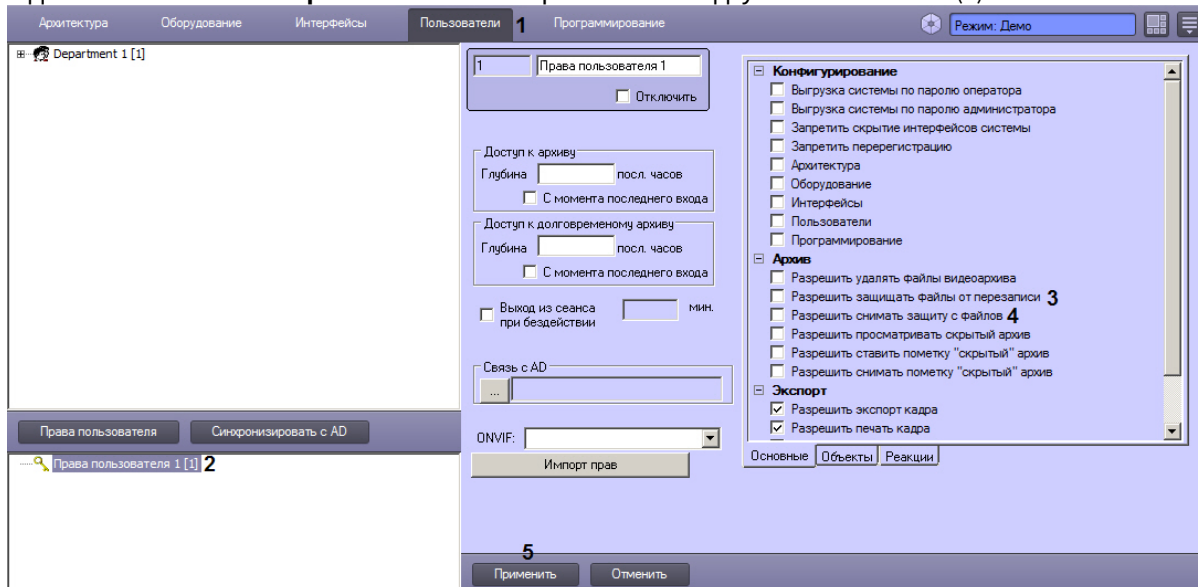 Архитектура Оборудование Интерфейсы Пользователи 1 Программирование Режим: Демо
Department 1 [1]
Права пользователя Синхронизировать с AD
Права пользователя 1 [1] 2
1 Права пользователя 1
Отключить
Доступ к архиву
Глубина посл. часов
С момента последнего входа
Доступ к долговременому архиву
Глубина посл. часов
С момента последнего входа
Выход из сеанса при бездействии мин.
Связь с AD
...
ONVIF:
Импорт прав
Конфигурирование
Выгрузка системы по паролю оператора
Выгрузка системы по паролю администратора
Запретить скрытие интерфейсов системы
Запретить перерегистрацию
Архитектура
Оборудование
Интерфейсы
Пользователи
Программирование
Архив
Разрешить удалять файлы видеоархива
Разрешить защищать файлы от перезаписи 3
Разрешить снимать защиту с файлов 4
Разрешить просматривать скрытый архив
Разрешить ставить пометку "скрытый" архив
Разрешить снимать пометку "скрытый" архив
Экспорт
Разрешить экспорт кадра
Разрешить печать кадра
Основные Объекты Реакции
5
Применить Отменить